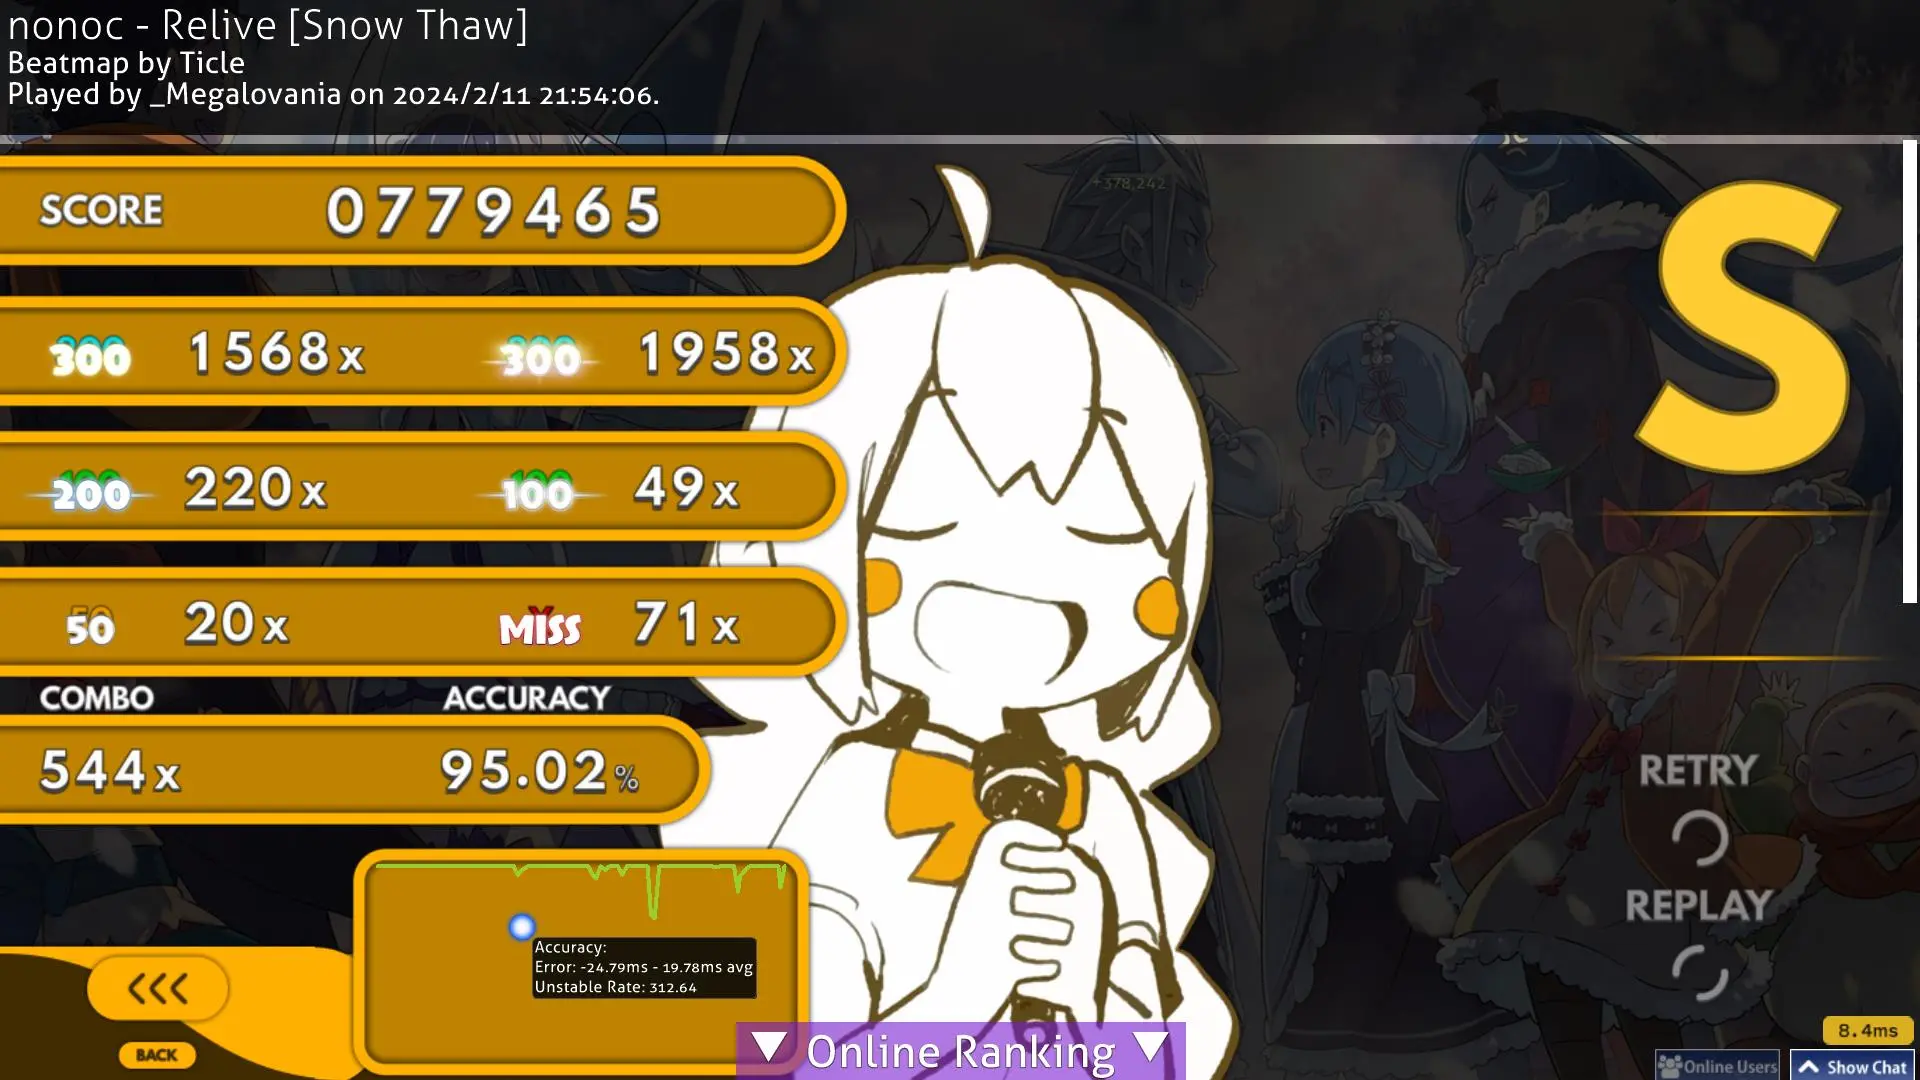 nonoc - Relive [Snow Thaw]
Beatmap by Ticle
Played by _Megalovania on 2024/2/11 21:54:06.
+378,242
SCORE 0779465
S
300 1568x 300 1958x
200 220x 100 49x
50 20x MISS 71x
COMBO ACCURACY
544x 95.02%
RETRY
REPLAY
Accuracy:
Error: -24.79ms - 19.78ms avg
Unstable Rate: 312.64
BACK
▼ Online Ranking ▼
8.4ms
Online Users
Show Chat